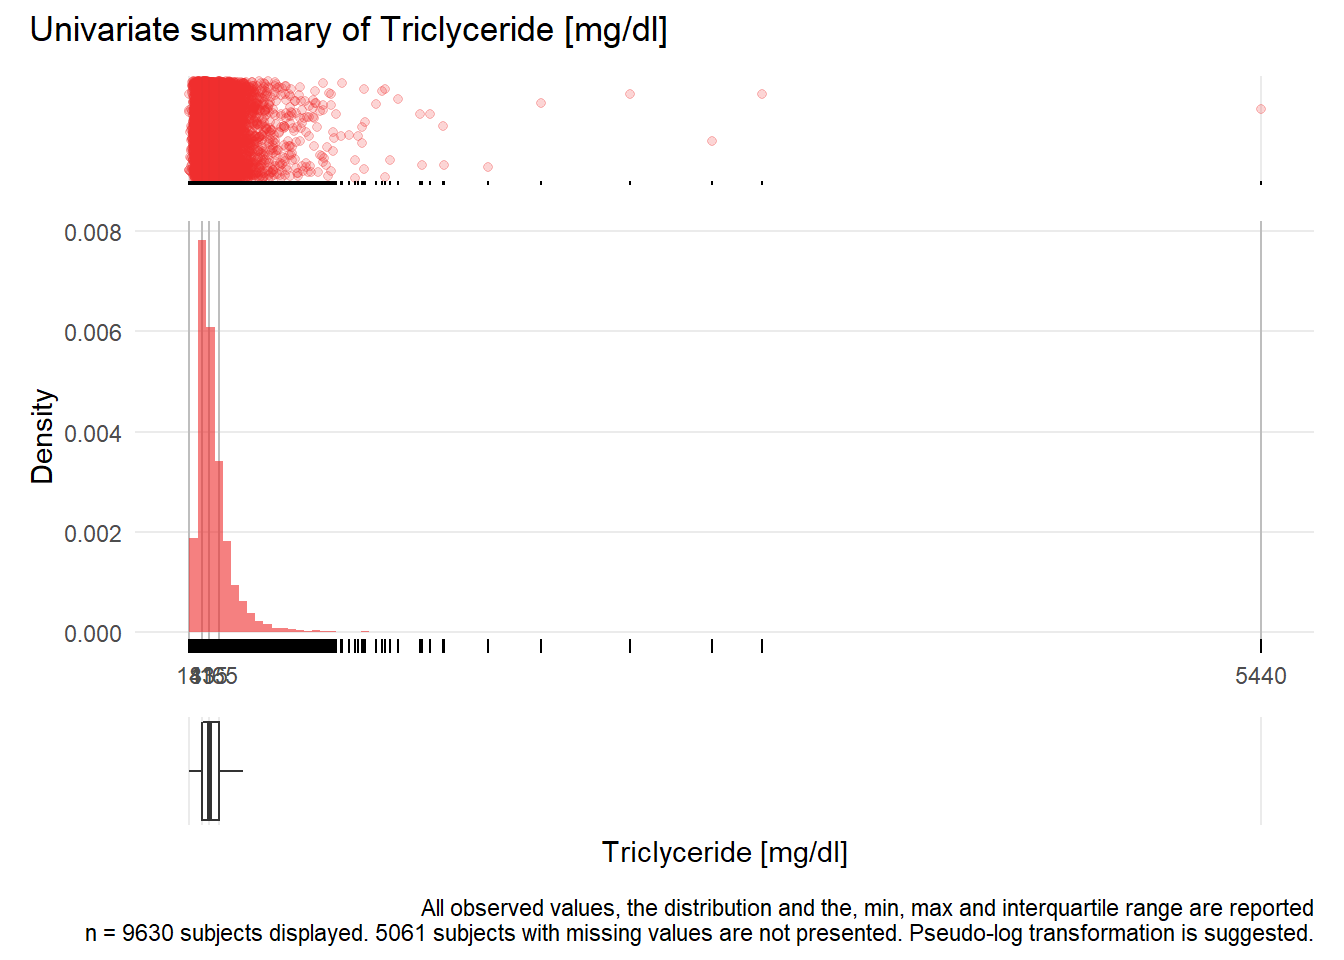 Univariate summary of Triclyceride [mg/dl]
0.008
0.006
0.004
0.002
0.000
Density
5440
Triclyceride [mg/dl]
All observed values, the distribution and the, min, max and interquartile range are reported
n = 9630 subjects displayed. 5061 subjects with missing values are not presented. Pseudo-log transformation is suggested.